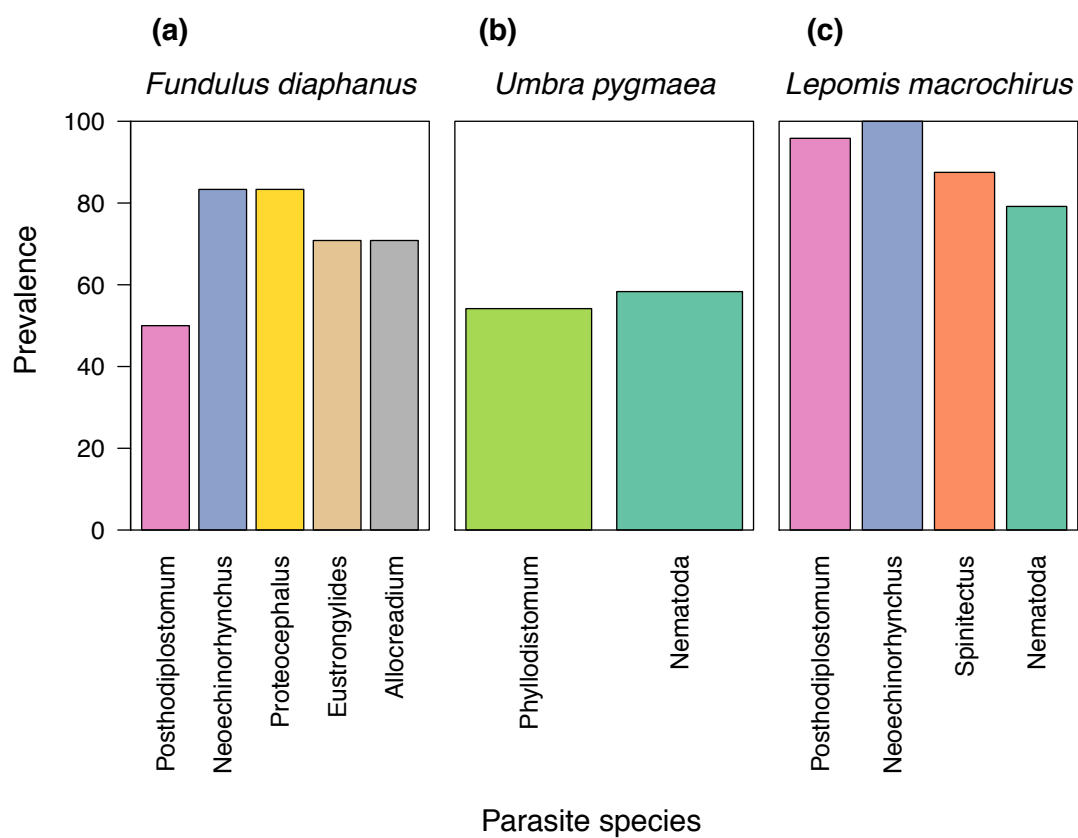 (a)
(b)
(c)
Fundulus diaphanus
Umbra pygmaea
Lepomis macrochirus
Prevalence
100
80
60
40
20
0
Posthodiplostomum
Neoechinorhynchus
Proteocephalus
Eustrongylides
Allocreadium
Phyllodistomum
Nematoda
Posthodiplostomum
Neoechinorhynchus
Spinitectus
Nematoda
Parasite species